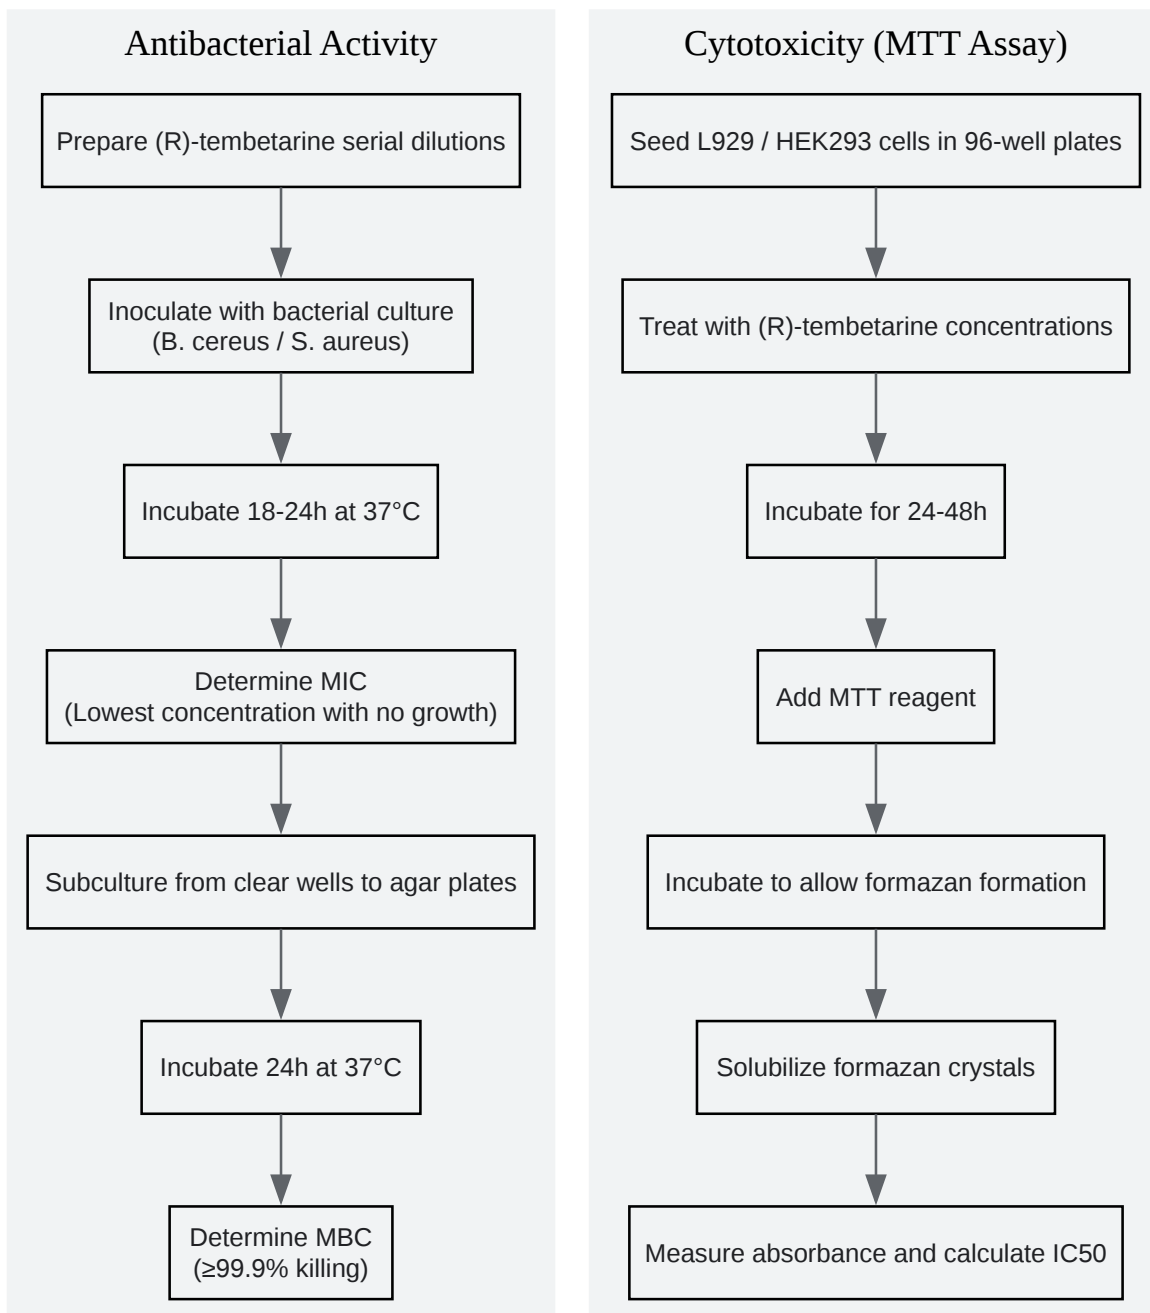 Antibacterial Activity
Prepare (R)-tembetarine serial dilutions
Inoculate with bacterial culture
(B. cereus / S. aureus)
Incubate 18-24h at 37°C
Determine MIC
(Lowest concentration with no growth)
Subculture from clear wells to agar plates
Incubate 24h at 37°C
Determine MBC
(≥99.9% killing)
Cytotoxicity (MTT Assay)
Seed L929 / HEK293 cells in 96-well plates
Treat with (R)-tembetarine concentrations
Incubate for 24-48h
Add MTT reagent
Incubate to allow formazan formation
Solubilize formazan crystals
Measure absorbance and calculate IC50